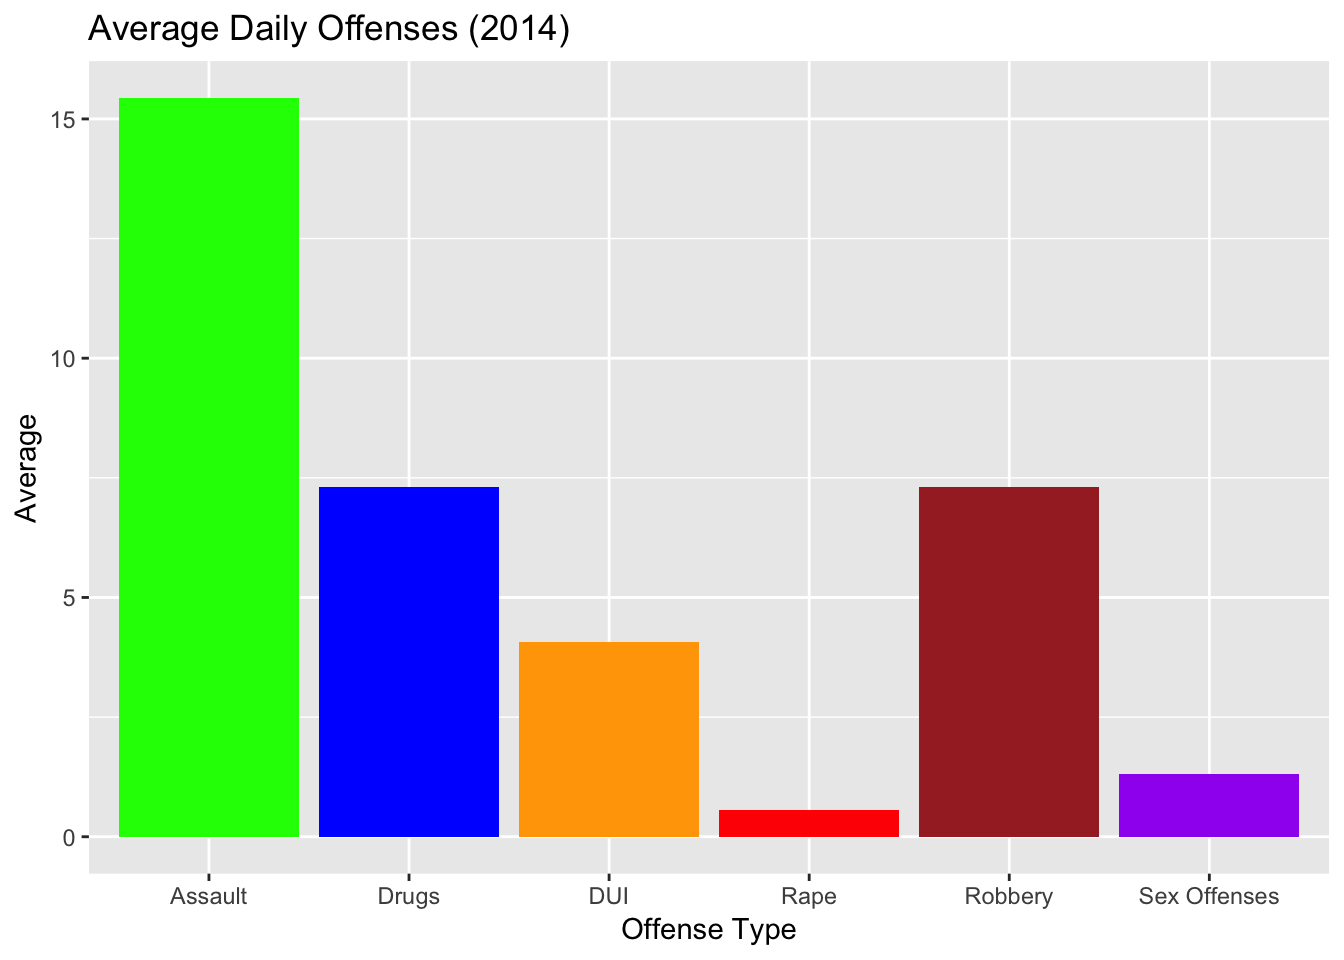 Average Daily Offenses (2014)
15
10
5
0
Average
Assault Drugs DUI Rape Robbery Sex Offenses
Offense Type